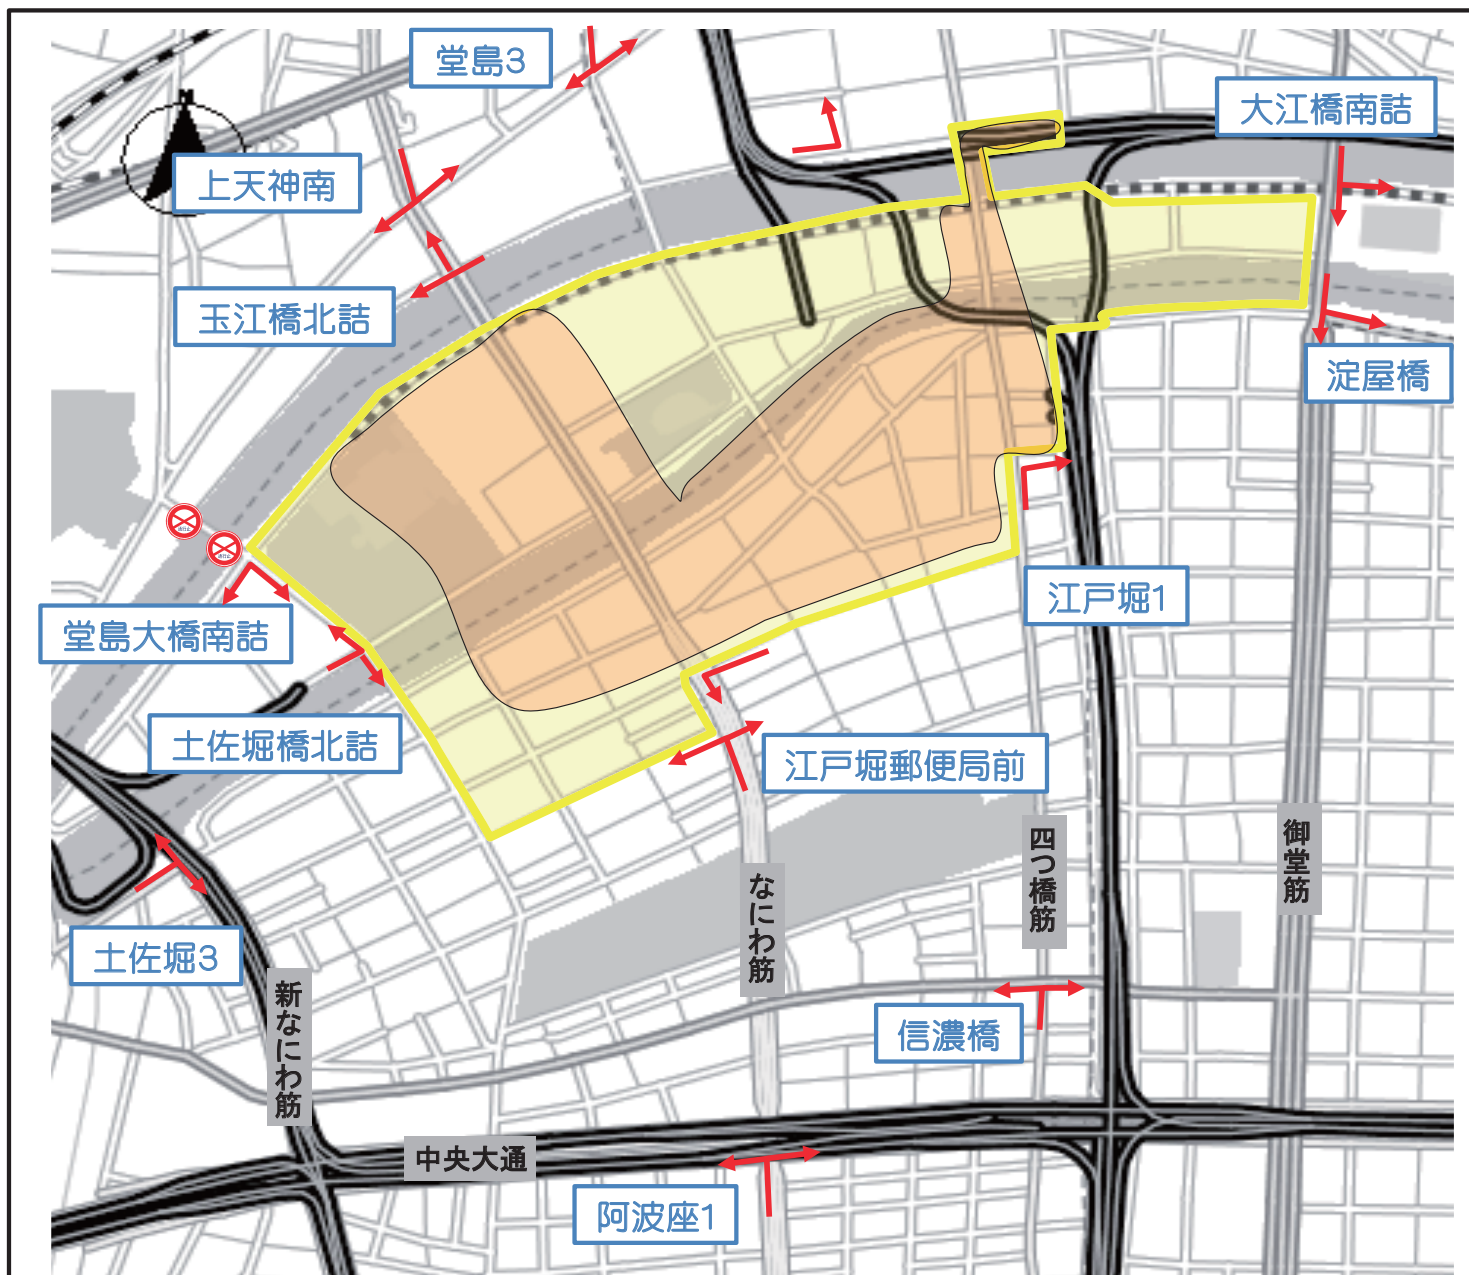 堂島3
大江橋南詰
N
上天神南
玉江橋北詰
淀屋橋
江戸堀1
堂島大橋南詰
土佐堀橋北詰
江戸堀郵便局前
四つ橋筋
御堂筋
なにわ筋
土佐堀3
新なにわ筋
信濃橋
中央大通
阿波座1